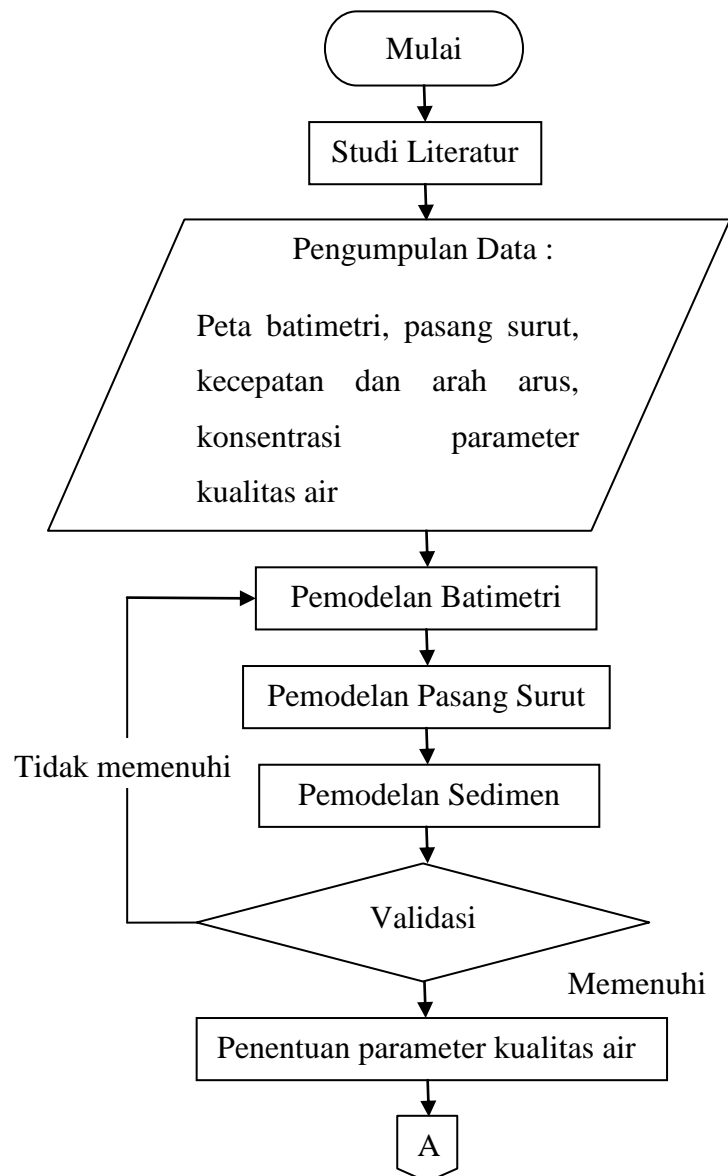 Mulai
Studi Literatur
Pengumpulan Data :
Peta batimetri, pasang surut,
kecepatan dan arah arus,
konsentrasi parameter
kualitas air
Pemodelan Batimetri
Pemodelan Pasang Surut
Tidak memenuhi
Pemodelan Sedimen
Validasi
Memenuhi
Penentuan parameter kualitas air
A